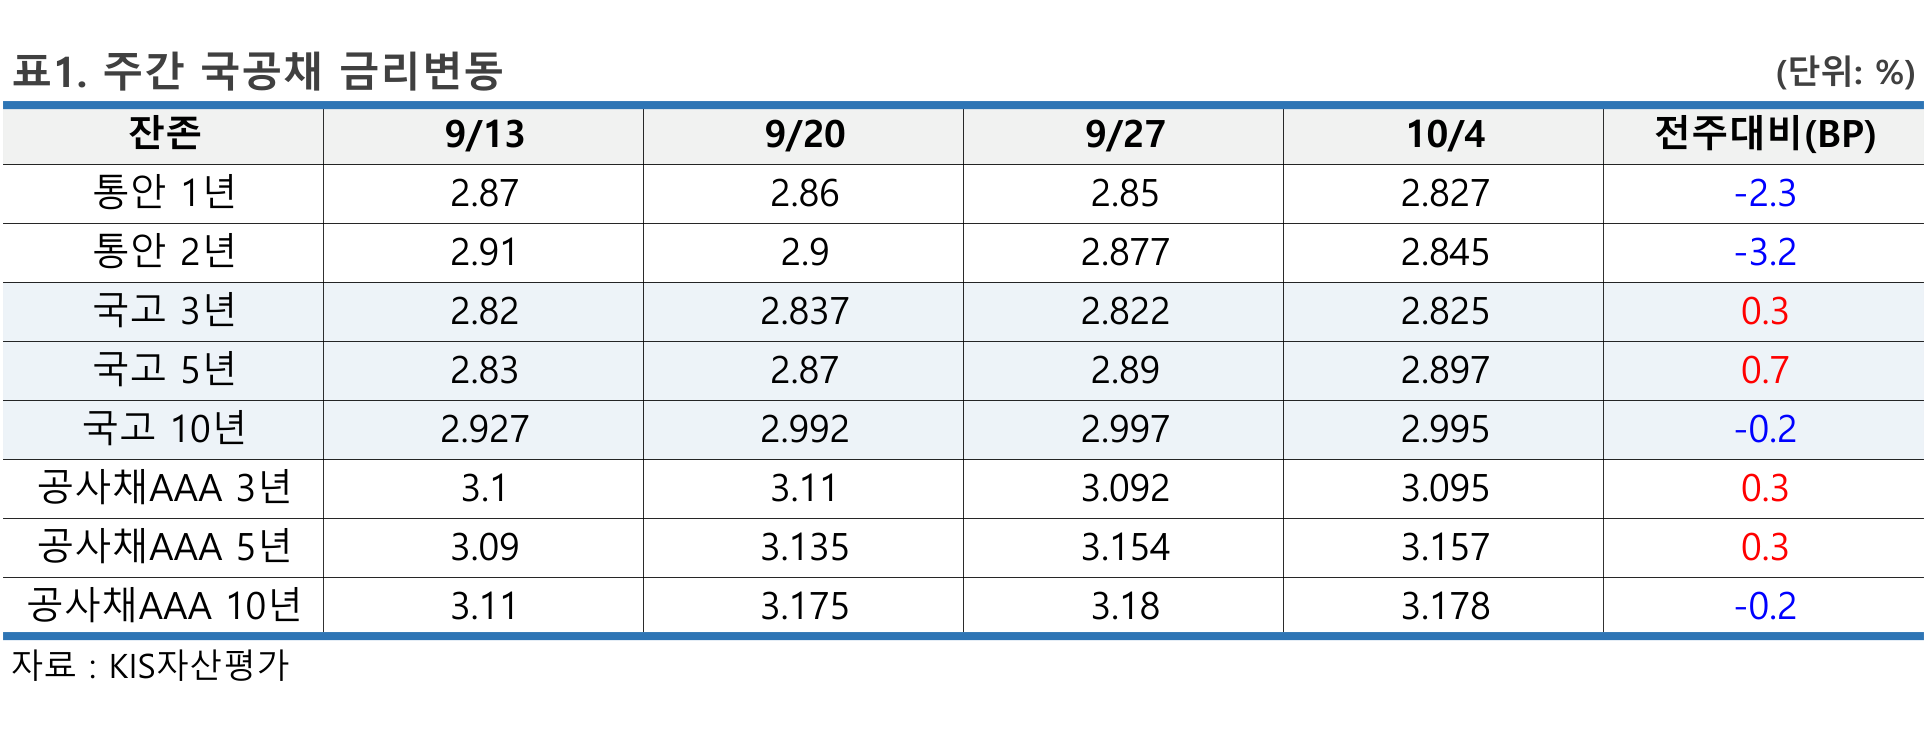 표1. 주간 국공채 금리변동 (단위: %)
잔존 9/13 9/20 9/27 10/4 전주대비(BP)
통안 1년 2.87 2.86 2.85 2.827 -2.3
통안 2년 2.91 2.9 2.877 2.845 -3.2
국고 3년 2.82 2.837 2.822 2.825 0.3
국고 5년 2.83 2.87 2.89 2.897 0.7
국고 10년 2.927 2.992 2.997 2.995 -0.2
공사채AAA 3년 3.1 3.11 3.092 3.095 0.3
공사채AAA 5년 3.09 3.135 3.154 3.157 0.3
공사채AAA 10년 3.11 3.175 3.18 3.178 -0.2
자료 : KIS자산평가